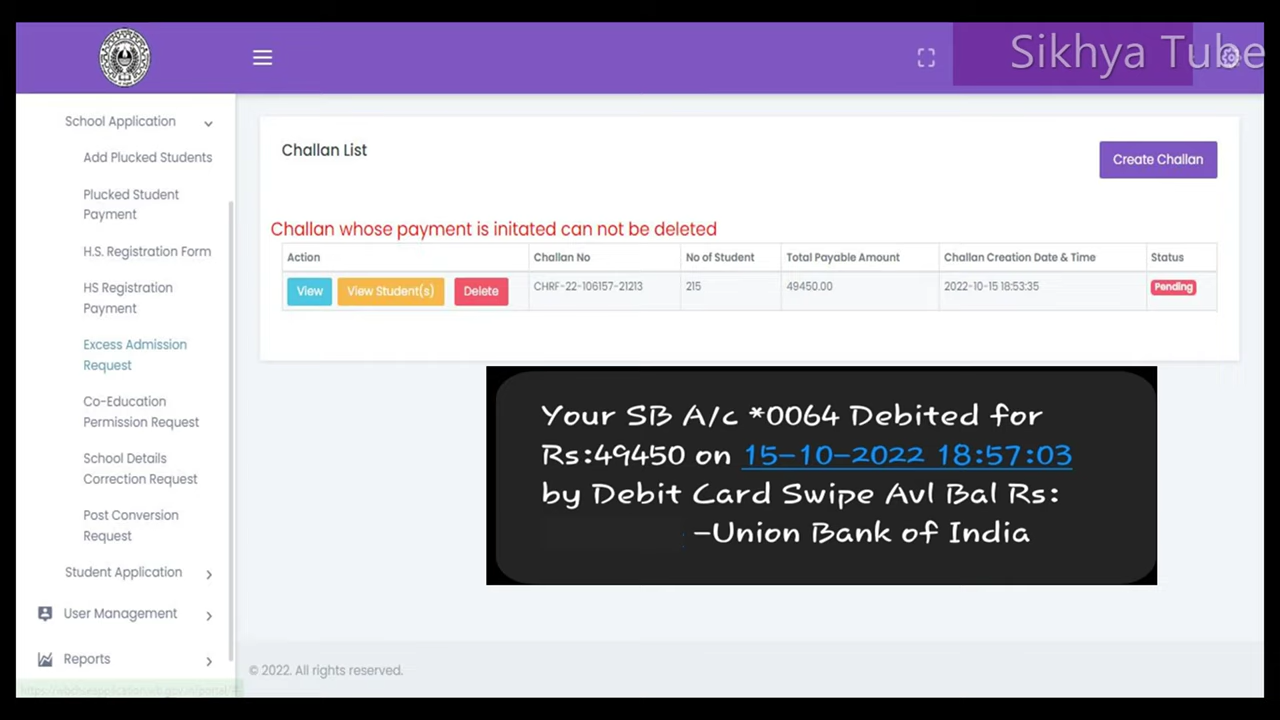 Sikhya Tube
School Application
Add Plucked Students
Plucked Student
Payment
H.S. Registration Form
HS Registration
Payment
Excess Admission
Request
Co-Education
Permission Request
School Details
Correction Request
Post Conversion
Request
Student Application
User Management
Reports
Challan List
Create Challan
Challan whose payment is initated can not be deleted
Action Challan No No of Student Total Payable Amount Challan Creation Date & Time Status
View View Student(s) Delete CHRF-22-106157-21213 215 49450.00 2022-10-15 18:53:35 Pending
Your SB A/c *0064 Debited for
Rs:49450 on 15-10-2022 18:57:03
by Debit Card Swipe Avl Bal Rs:
-Union Bank of India
© 2022. All rights reserved.